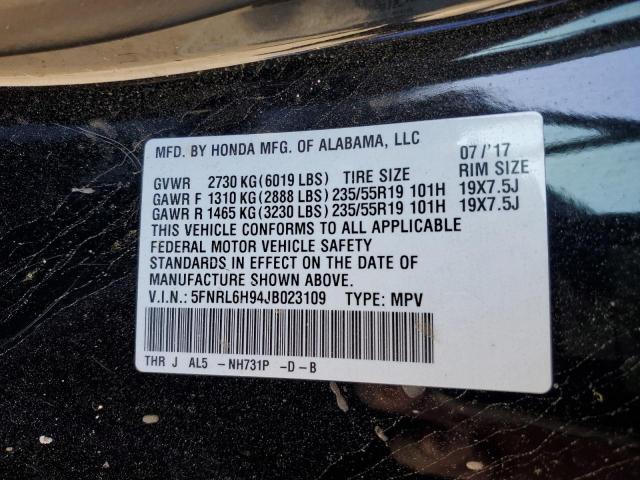 MFD. BY HONDA MFG. OF ALABAMA, LLC 07/'17
GVWR 2730 KG(6019 LBS) TIRE SIZE RIM SIZE
GAWR F 1310 KG(2888 LBS)235/55R19 101H 19X7.5J
GAWR R 1465 KG(3230 LBS)235/55R19 101H 19X7.5J
THIS VEHICLE CONFORMS TO ALL APPLICABLE
FEDERAL MOTOR VEHICLE SAFETY
STANDARDS IN EFFECT ON THE DATE OF
MANUFACTURE SHOWN ABOVE.
V.I.N.: 5FNRL6H94JB023109 TYPE: MPV
THR J AL5 -NH731P -D-B